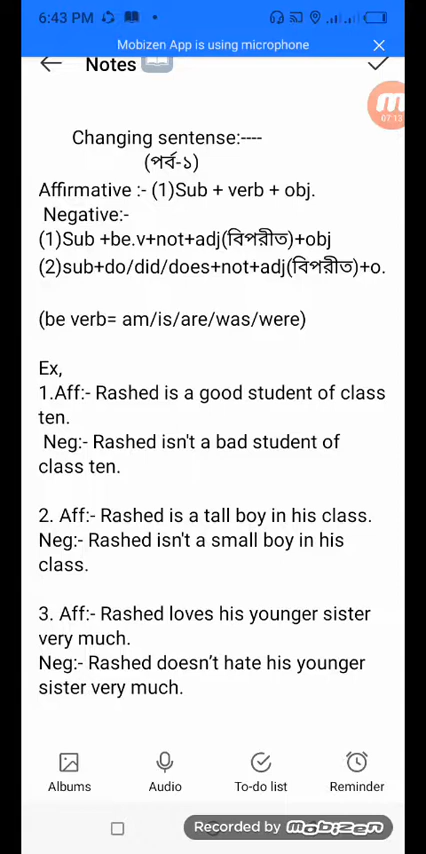 6:43 PM
Mobizen App is using microphone
Notes
07:13
Changing sentence:----
(পর্ব-১)
Affirmative :- (1)Sub + verb + obj.
Negative:-
(1)Sub +be.v+not+adj(বিপরীত)+obj
(2)sub+do/did/does+not+adj(বিপরীত)+o.
(be verb= am/is/are/was/were)
Ex,
1.Aff:- Rashed is a good student of class
ten.
Neg:- Rashed isn't a bad student of
class ten.
2. Aff:- Rashed is a tall boy in his class.
Neg:- Rashed isn't a small boy in his
class.
3. Aff:- Rashed loves his younger sister
very much.
Neg:- Rashed doesn’t hate his younger
sister very much.
Albums Audio To-do list Reminder
Recorded by mobizen